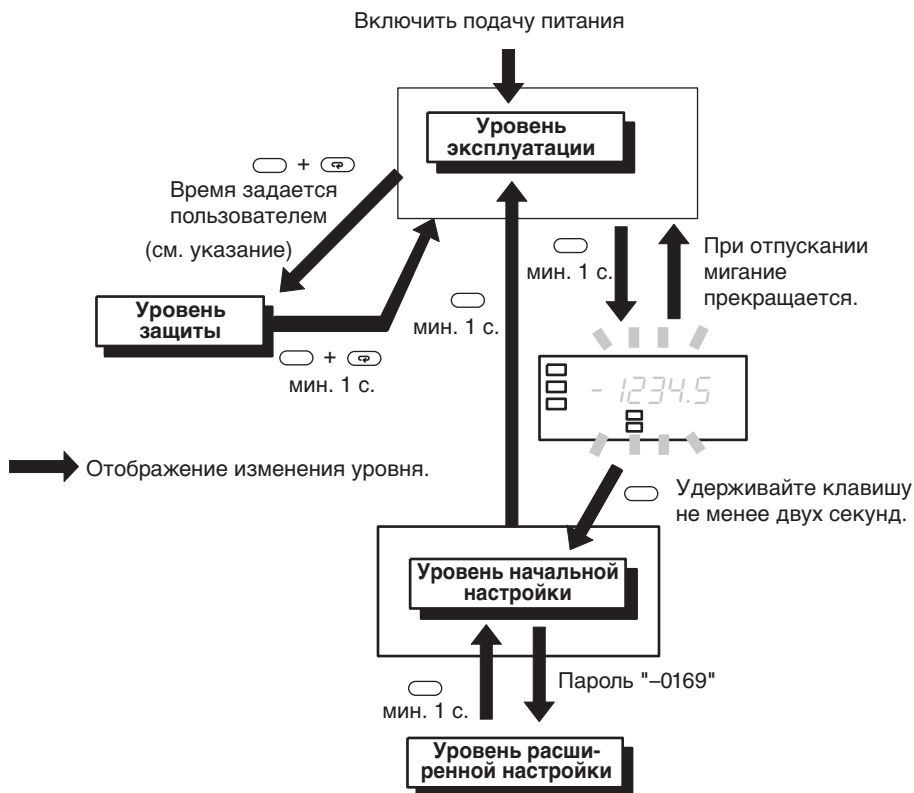 Включить подачу питания
Уровень
эксплуатации
+
Время задается
пользователем
(см. указание)
Уровень
защиты
+
мин. 1 с.
мин. 1 с.
мин. 1 с.
При отпускании
мигание
прекращается.
-1234.5
Отображение изменения уровня.
Удерживайте клавишу
не менее двух секунд.
Уровень начальной
настройки
Пароль "–0169"
мин. 1 с.
Уровень расши-
ренной настройки